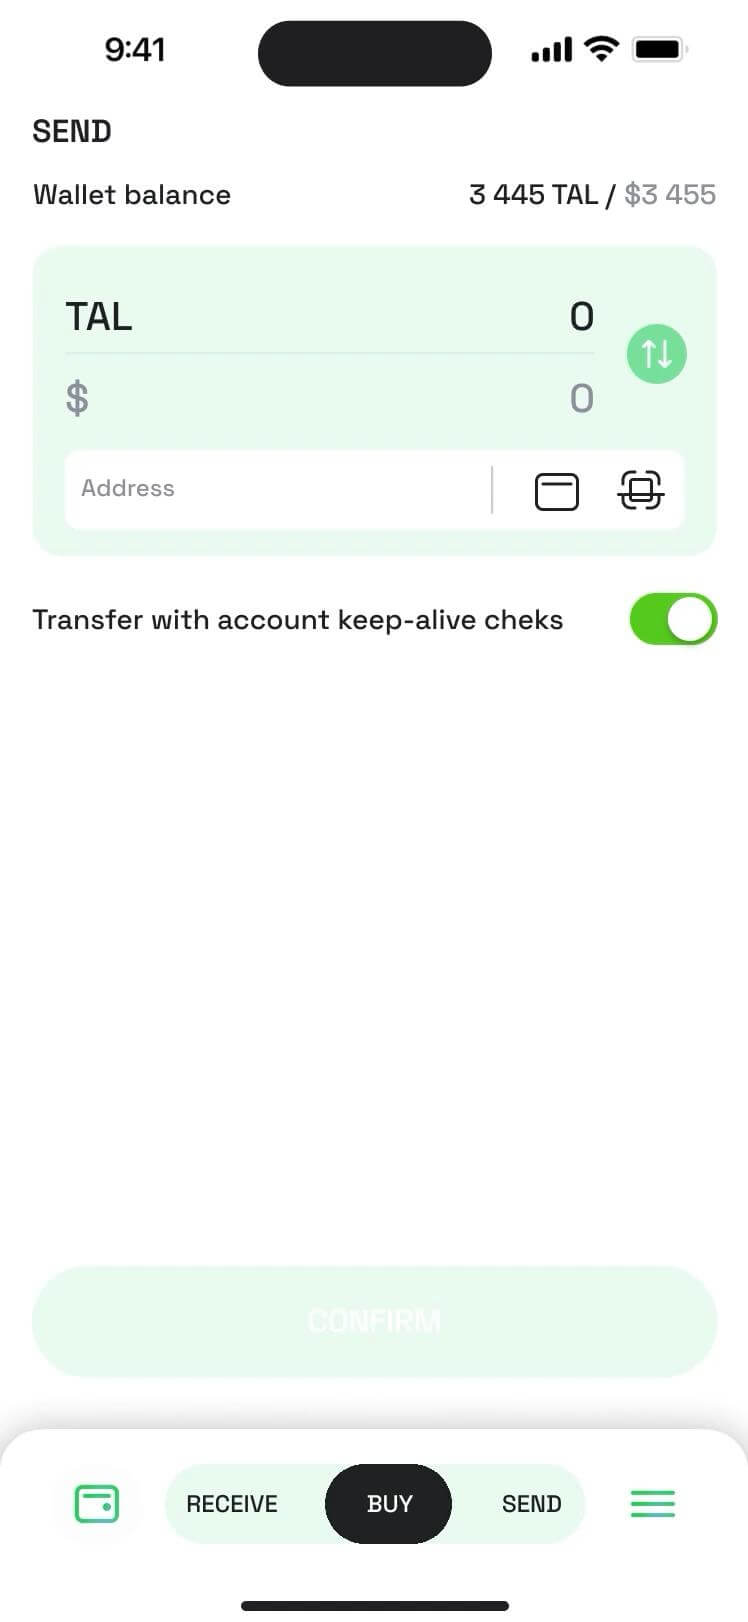 9:41
SEND
Wallet balance 3 445 TAL / $3 455
TAL 0
$ 0
Address
Transfer with account keep-alive cheks
CONFIRM
RECEIVE BUY SEND